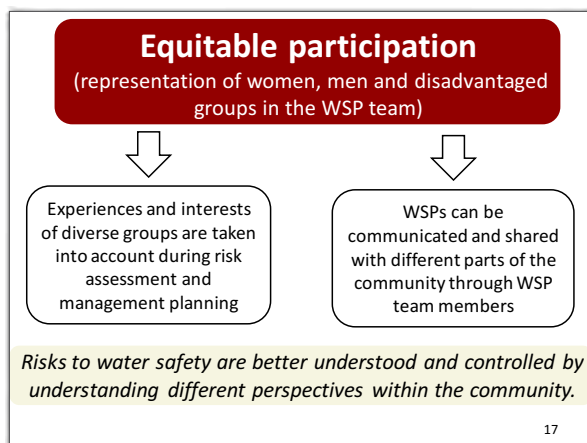 Equitable participation
(representation of women, men and disadvantaged
groups in the WSP team)
Experiences and interests
of diverse groups are taken
into account during risk
assessment and
management planning
WSPs can be
communicated and shared
with different parts of the
community through WSP
team members
Risks to water safety are better understood and controlled by
understanding different perspectives within the community.
17